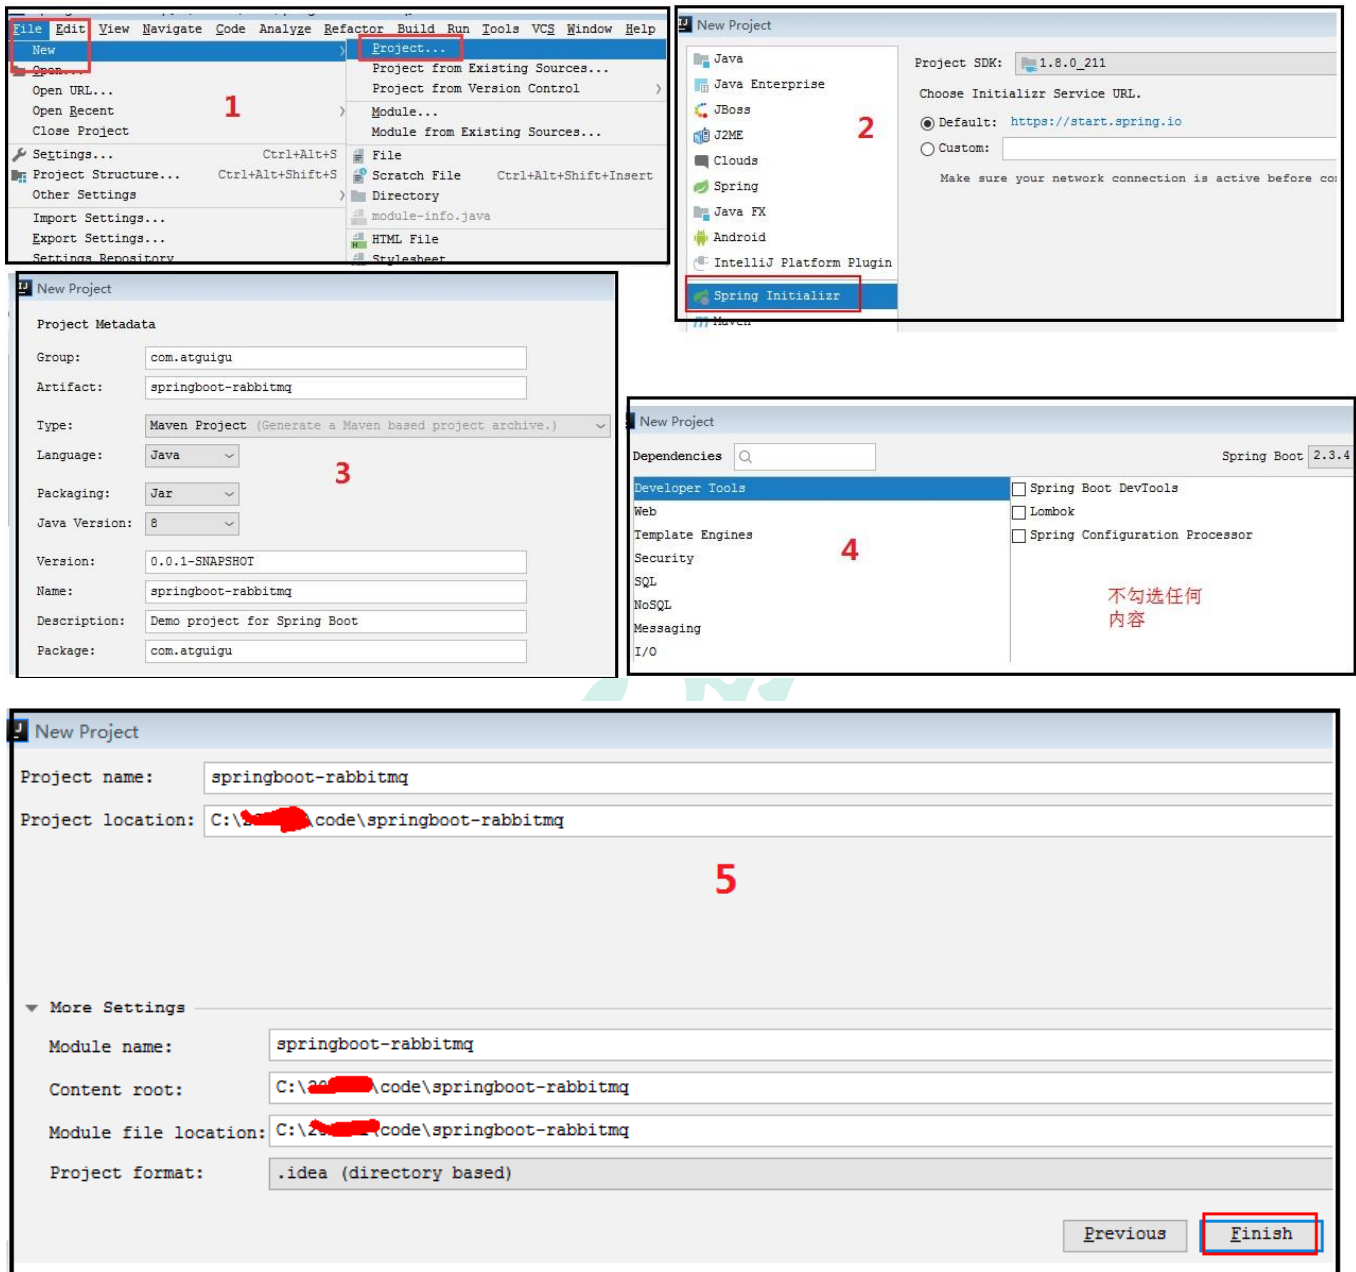 File Edit View Navigate Code Analyze Refactor Build Run Tools VCS Window Help
New
Open...
Open URL...
Open Recent
Close Project
Settings... Ctrl+Alt+S
Project Structure... Ctrl+Alt+Shift+S
Other Settings
Import Settings...
Export Settings...
Settings Repository
Project...
Project from Existing Sources...
Project from Version Control
Module...
Module from Existing Sources...
File
Scratch File Ctrl+Alt+Shift+Insert
Directory
module-info.java
HTML File
Stylesheet
1
New Project
Java
Java Enterprise
JBoss
J2ME
Clouds
Spring
Java FX
Android
IntelliJ Platform Plugin
Spring Initializr
Maven
Project SDK: 1.8.0_211
Choose Initializr Service URL.
Default: https://start.spring.io
Custom:
Make sure your network connection is active before
2
New Project
Project Metadata
Group: com.atguigu
Artifact: springboot-rabbitmq
Type: Maven Project (Generate a Maven based project archive.)
Language: Java
Packaging: Jar
Java Version: 8
Version: 0.0.1-SNAPSHOT
Name: springboot-rabbitmq
Description: Demo project for Spring Boot
Package: com.atguigu
3
New Project
Dependencies
Spring Boot 2.3.4
Developer Tools
Web
Template Engines
Security
SQL
NoSQL
Messaging
I/O
Spring Boot DevTools
Lombok
Spring Configuration Processor
4
不勾选任何
内容
New Project
Project name: springboot-rabbitmq
Project location: C:\ \code\springboot-rabbitmq
5
More Settings
Module name: springboot-rabbitmq
Content root: C:\ \code\springboot-rabbitmq
Module file location: C:\ \code\springboot-rabbitmq
Project format: .idea (directory based)
Previous Finish